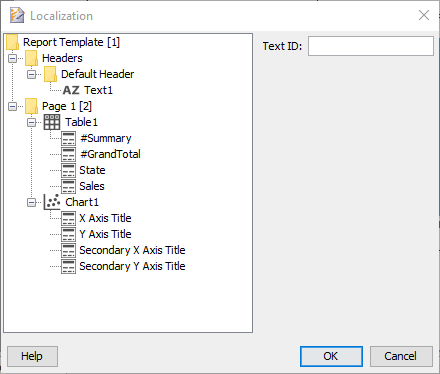 Localization
Report Template [1]
Text ID:
Headers
Default Header
AZ Text1
Page 1 [2]
Table1
#Summary
#GrandTotal
State
Sales
Chart1
X Axis Title
Y Axis Title
Secondary X Axis Title
Secondary Y Axis Title
Help
OK
Cancel